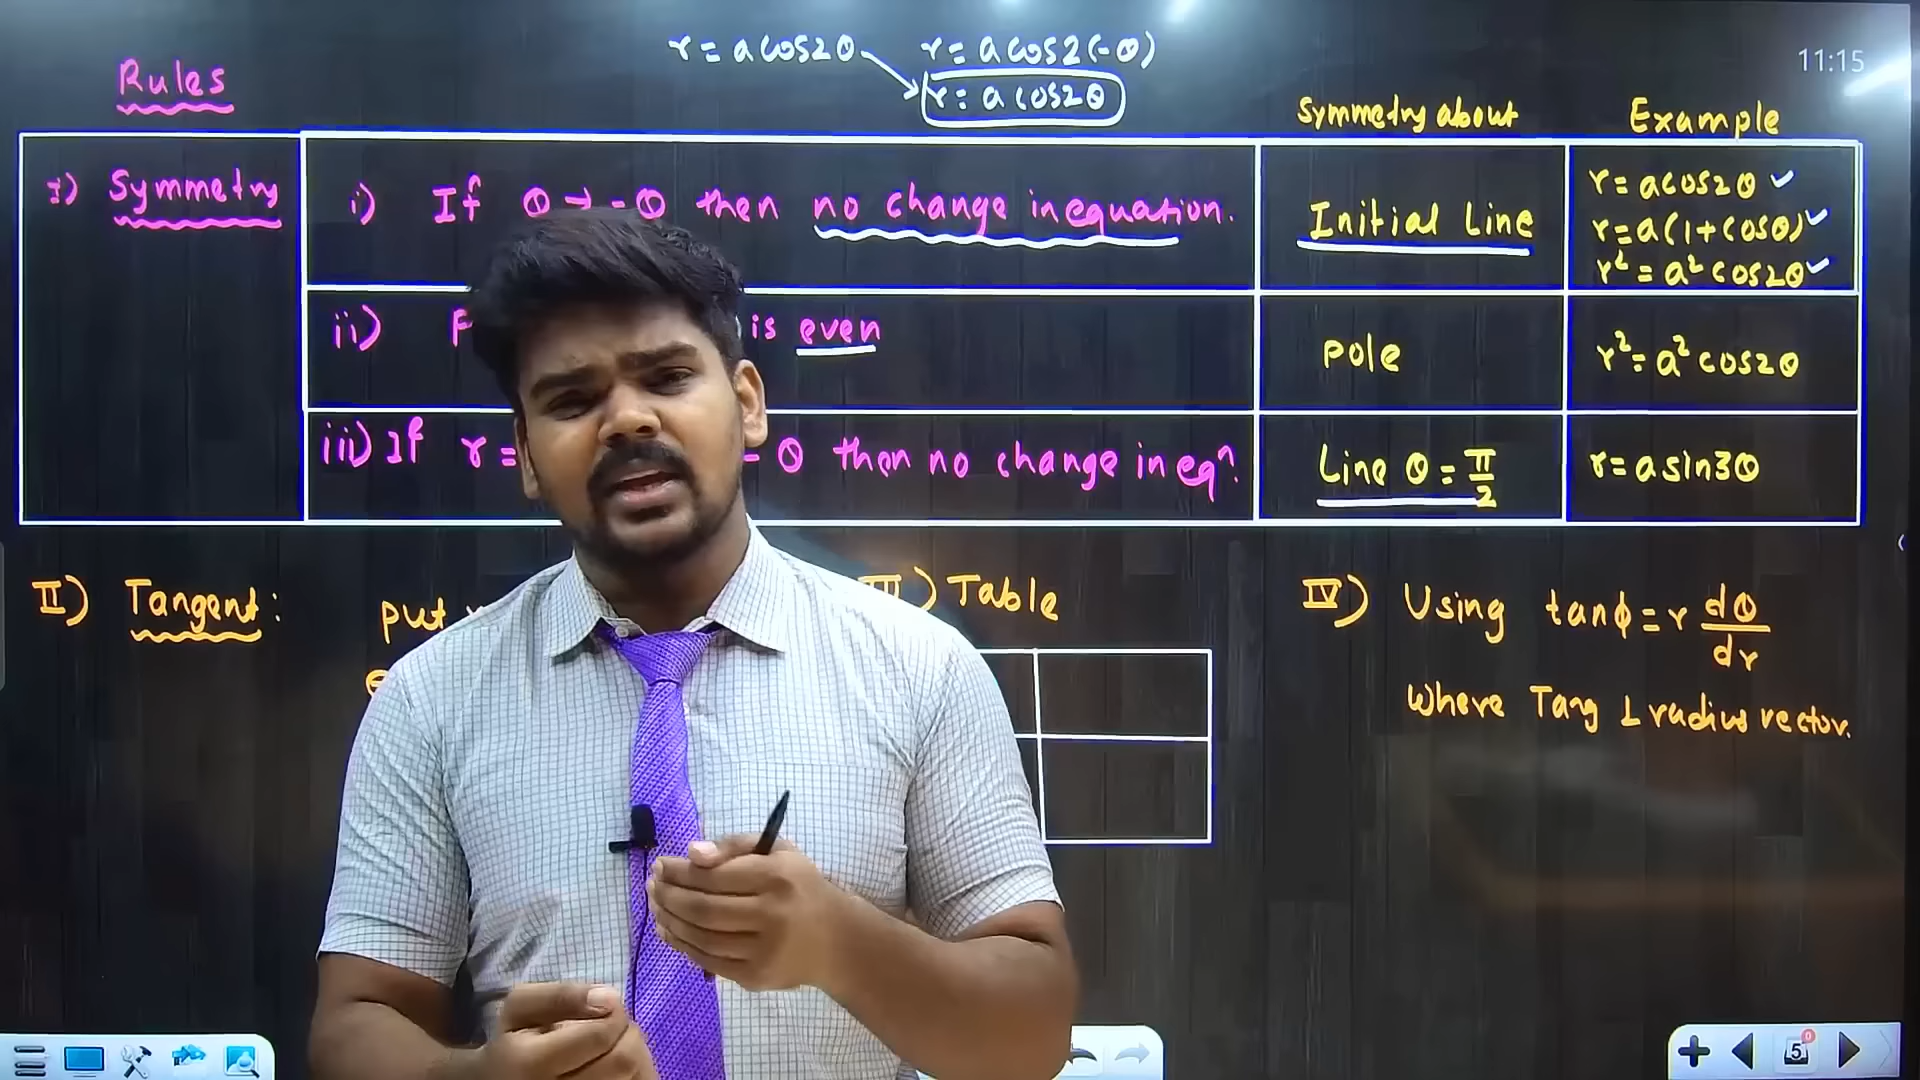 r = a cos2θ
r = a cos2(-θ)
r = a cos2θ
11:15
Rules
Symmetry about
Example
I) Symmetry
i) If θ → -θ then no change in equation.
Initial Line
r = a cos2θ ✓
r = a(1+cosθ) ✓
r² = a² cos2θ ✓
ii)
is even
pole
r² = a² cos2θ
iii) If r =
- θ then no change in eqⁿ.
Line θ = π/2
r = a sin3θ
II) Tangent :
put
III) Table
IV) Using tanϕ = r dθ/dr
Where Tang ⊥ radius vector.
5
0